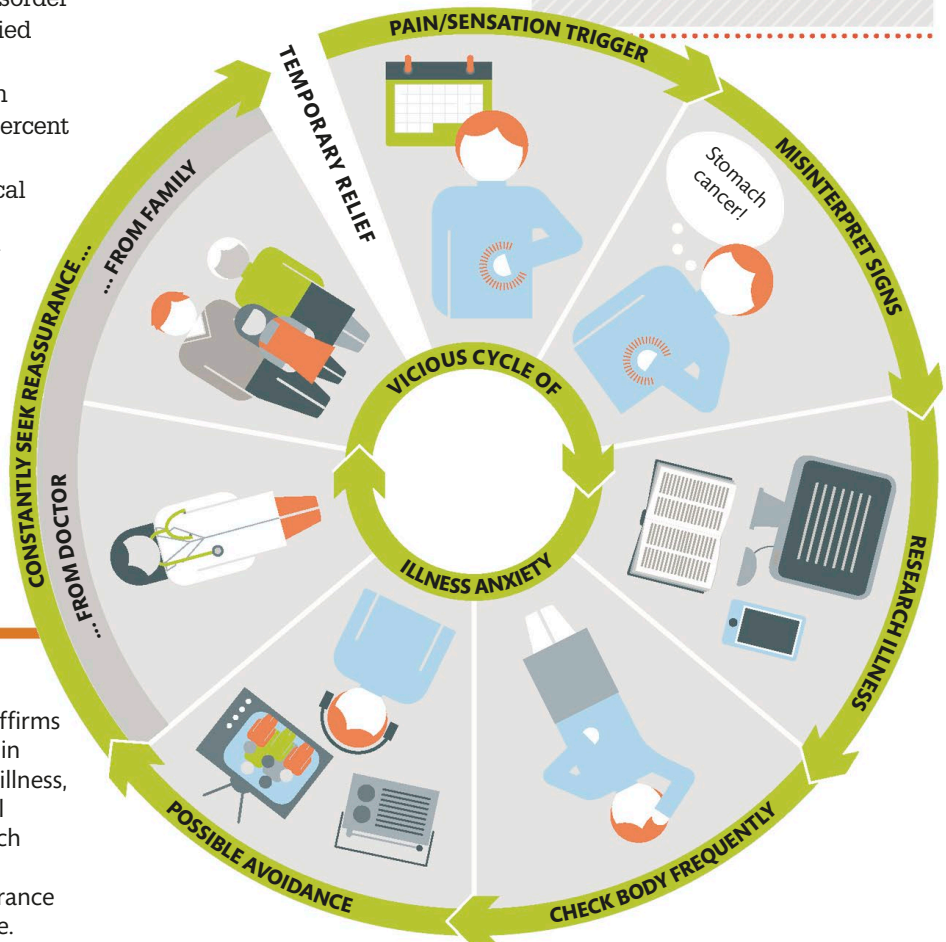 sorder
ied
n
ercent
cal
PAIN/SENSATION TRIGGER
MISINTERPRET SIGNS
Stomach
cancer!
RESEARCH ILLNESS
CHECK BODY FREQUENTLY
POSSIBLE AVOIDANCE
CONSTANTLY SEEK REASSURANCE ...
... FROM DOCTOR
... FROM FAMILY
TEMPORARY RELIEF
VICIOUS CYCLE OF
ILLNESS ANXIETY
ffirms
in
illness,
l
ch
rance
e.